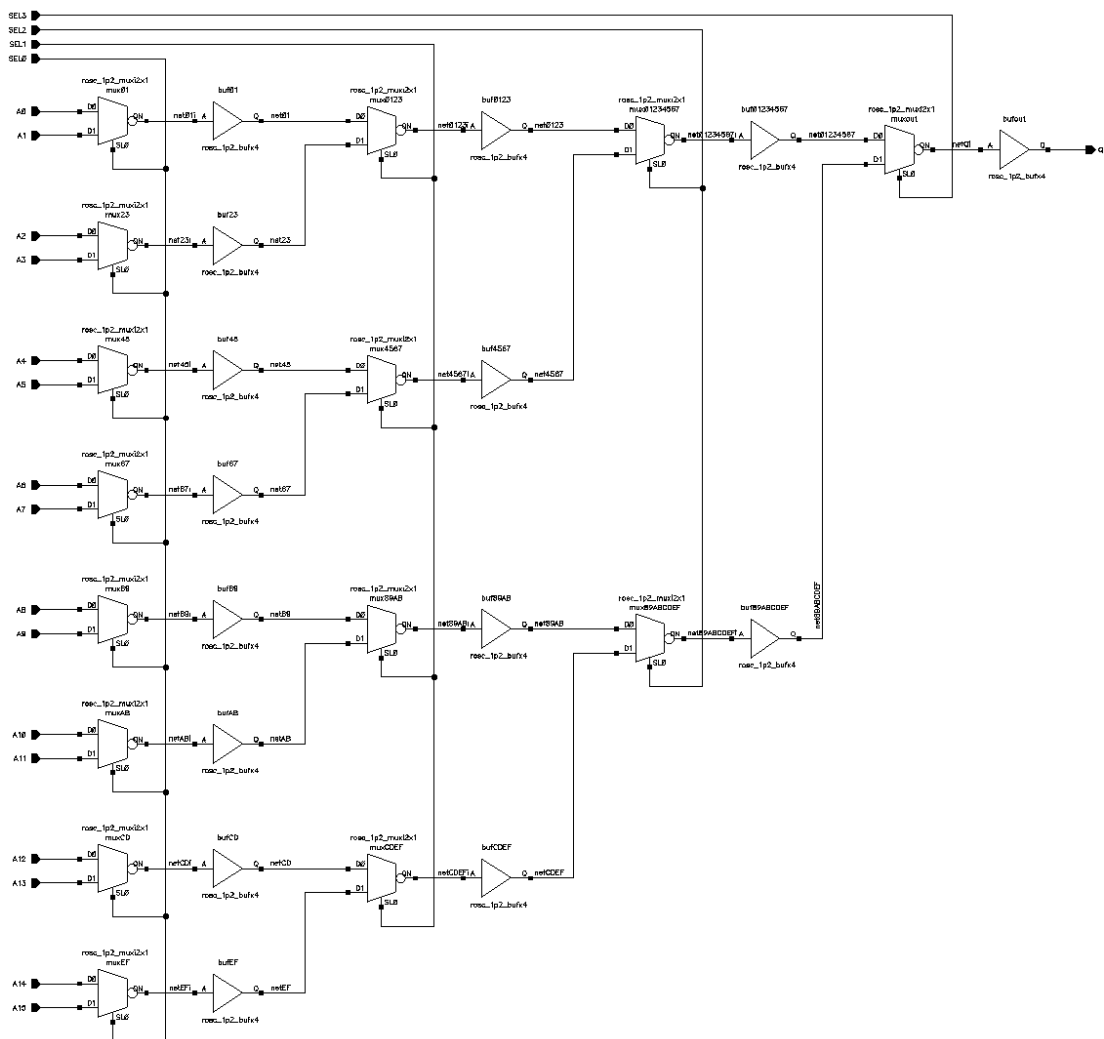 SEL3
SEL2
SEL1
SEL0
rosc_1p2_muxi2x1
mux01
A0
D0
A1
D1
QN
SL0
net01i
A
buf01
Q
rosc_1p2_bufx4
net01
rosc_1p2_muxi2x1
mux0123
D0
D1
QN
SL0
net0123i
A
buf0123
Q
rosc_1p2_bufx4
net0123
rosc_1p2_muxi2x1
mux01234567
D0
D1
QN
SL0
net01234567i
A
buf01234567
Q
rosc_1p2_bufx4
net01234567
rosc_1p2_muxi2x1
muxout
D0
D1
QN
SL0
netQi
A
bufout
Q
rosc_1p2_bufx4
Q
rosc_1p2_muxi2x1
mux23
A2
D0
A3
D1
QN
SL0
net23i
A
buf23
Q
rosc_1p2_bufx4
net23
rosc_1p2_muxi2x1
mux45
A4
D0
A5
D1
QN
SL0
net45i
A
buf45
Q
rosc_1p2_bufx4
net45
rosc_1p2_muxi2x1
mux4567
D0
D1
QN
SL0
net4567i
A
buf4567
Q
rosc_1p2_bufx4
net4567
rosc_1p2_muxi2x1
mux67
A6
D0
A7
D1
QN
SL0
net67i
A
buf67
Q
rosc_1p2_bufx4
net67
rosc_1p2_muxi2x1
mux89
A8
D0
A9
D1
QN
SL0
net89i
A
buf89
Q
rosc_1p2_bufx4
net89
rosc_1p2_muxi2x1
mux89AB
D0
D1
QN
SL0
net89ABi
A
buf89AB
Q
rosc_1p2_bufx4
net89AB
rosc_1p2_muxi2x1
mux89ABCDEF
D0
D1
QN
SL0
net89ABCDEFi
A
buf89ABCDEF
Q
rosc_1p2_bufx4
net89ABCDEF
rosc_1p2_muxi2x1
muxAB
A10
D0
A11
D1
QN
SL0
netABi
A
bufAB
Q
rosc_1p2_bufx4
netAB
rosc_1p2_muxi2x1
muxCD
A12
D0
A13
D1
QN
SL0
netCDi
A
bufCD
Q
rosc_1p2_bufx4
netCD
rosc_1p2_muxi2x1
muxCDEF
D0
D1
QN
SL0
netCDEFi
A
bufCDEF
Q
rosc_1p2_bufx4
netCDEF
rosc_1p2_muxi2x1
muxEF
A14
D0
A15
D1
QN
SL0
netEFi
A
bufEF
Q
rosc_1p2_bufx4
netEF